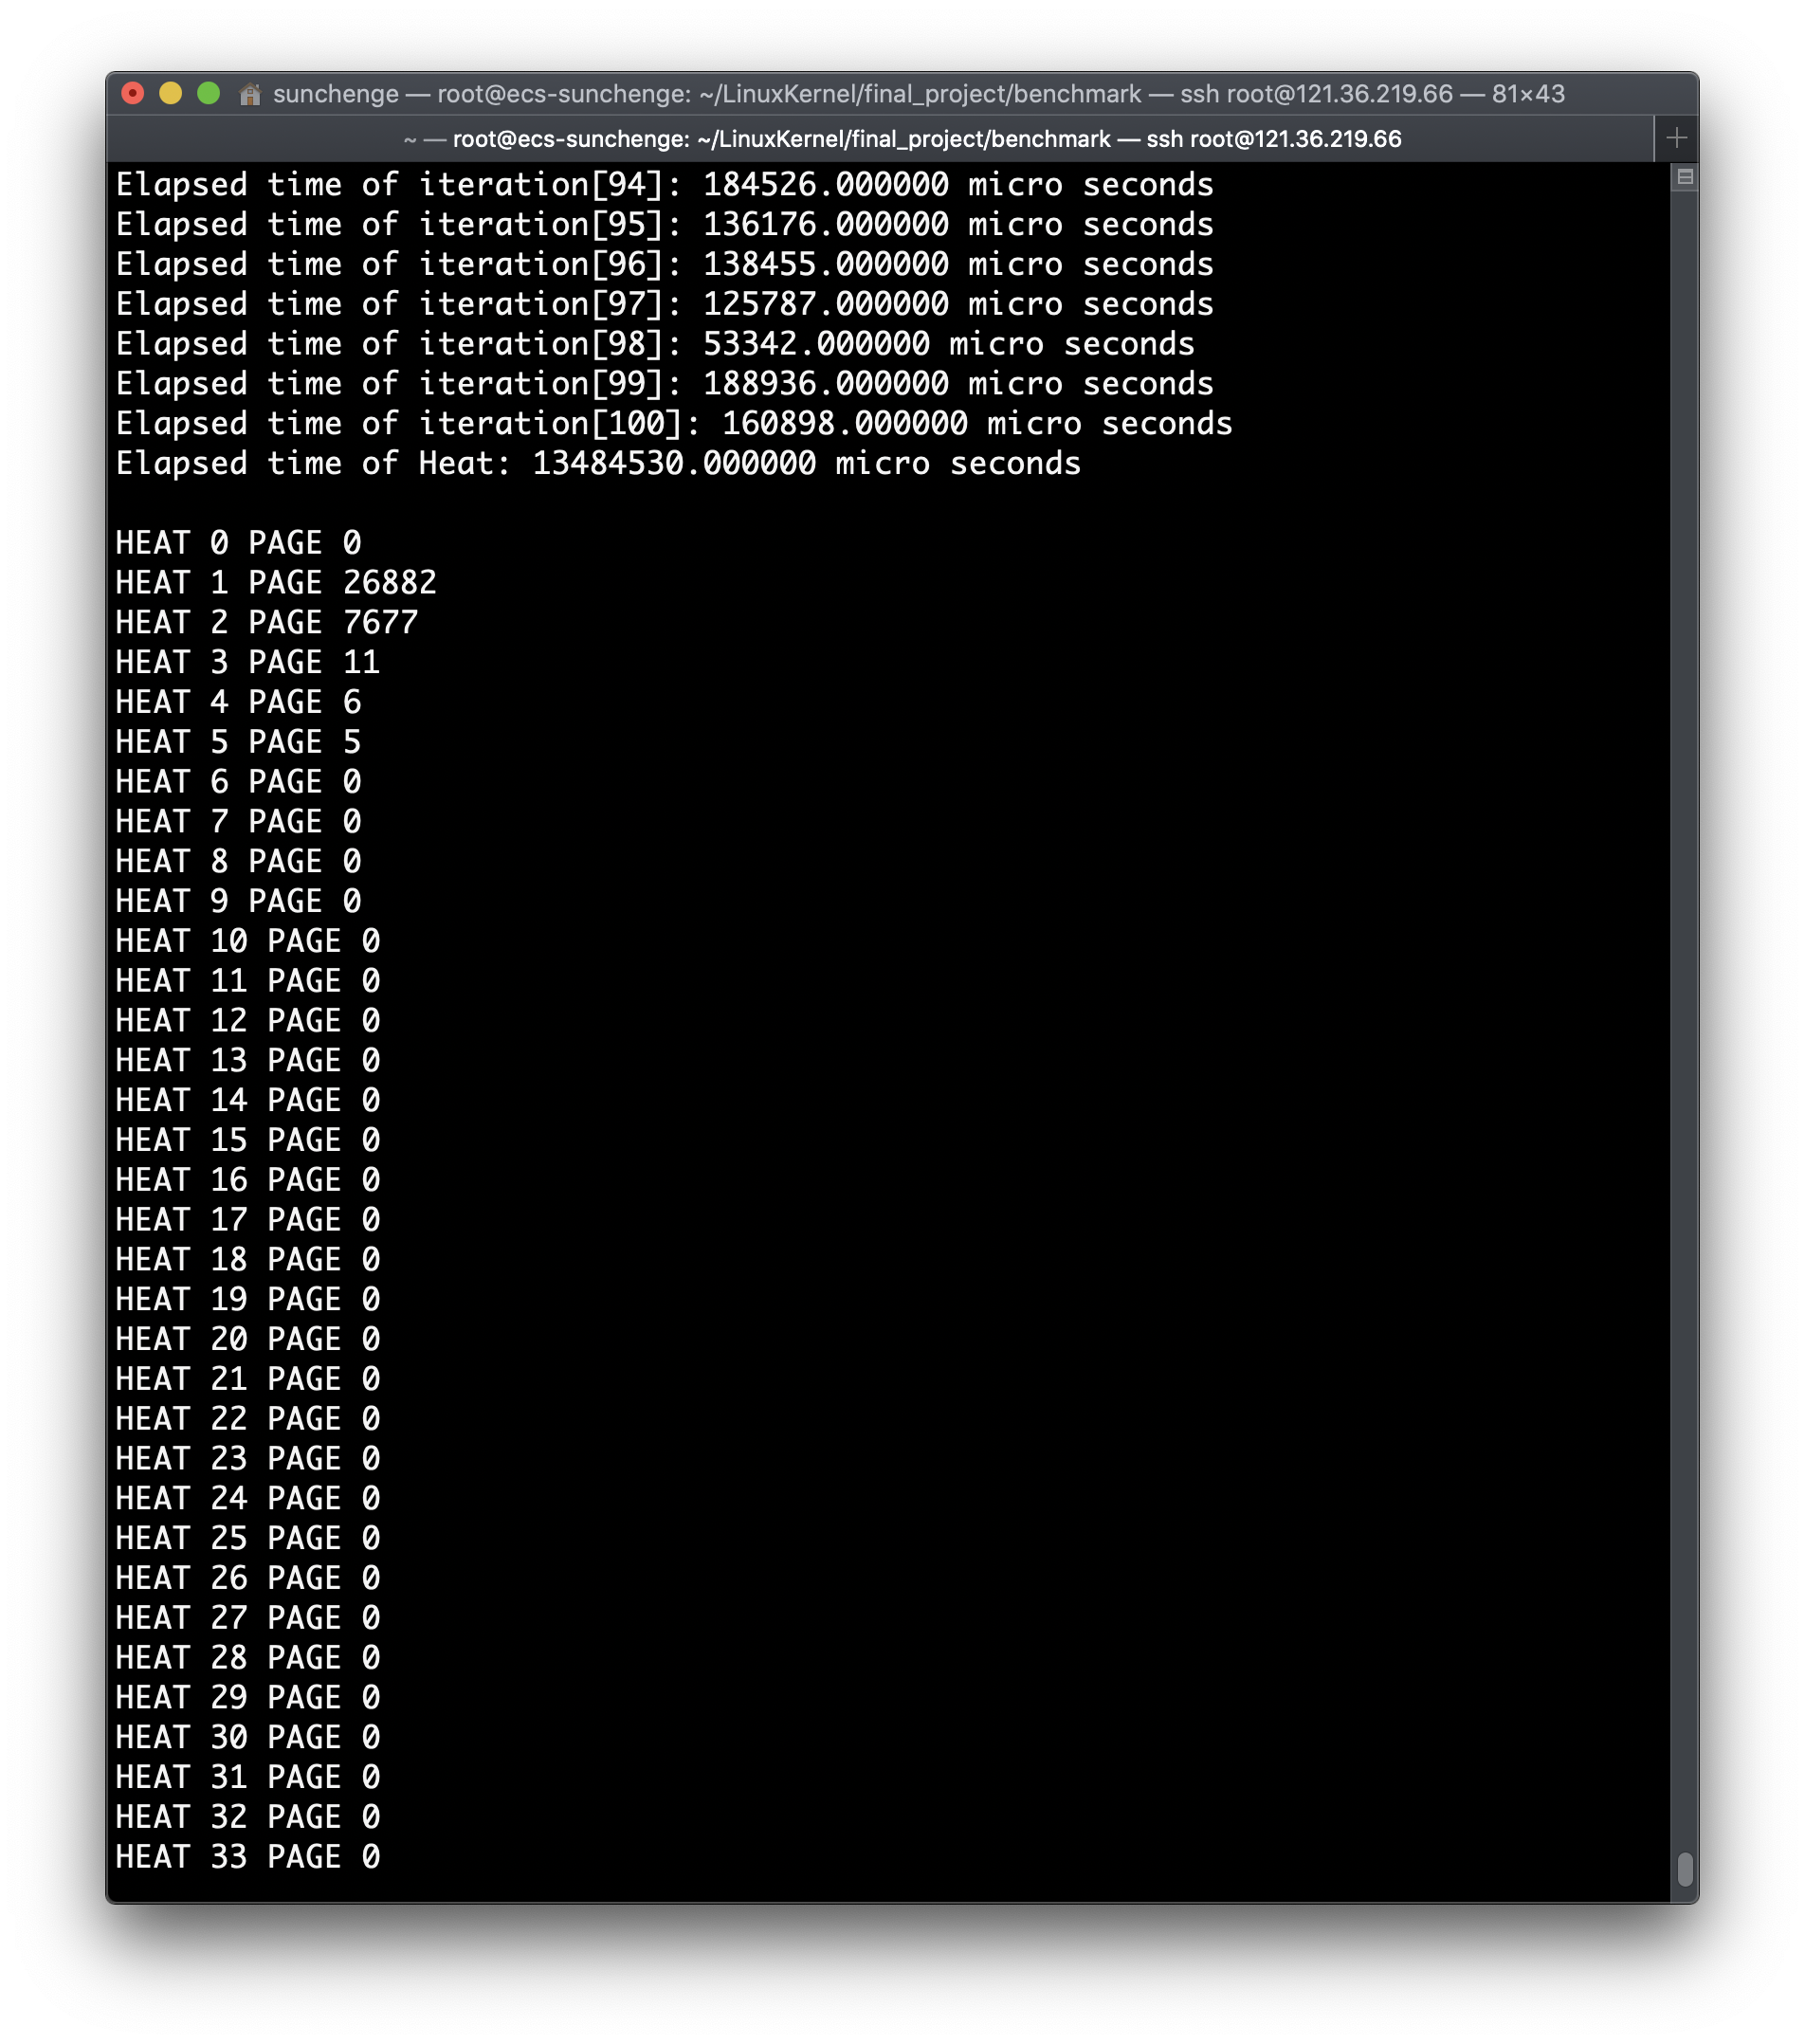 sunchenge — root@ecs-sunchenge: ~/LinuxKernel/final_project/benchmark — ssh root@121.36.219.66 — 81×43
~ — root@ecs-sunchenge: ~/LinuxKernel/final_project/benchmark — ssh root@121.36.219.66
Elapsed time of iteration[94]: 184526.000000 micro seconds
Elapsed time of iteration[95]: 136176.000000 micro seconds
Elapsed time of iteration[96]: 138455.000000 micro seconds
Elapsed time of iteration[97]: 125787.000000 micro seconds
Elapsed time of iteration[98]: 53342.000000 micro seconds
Elapsed time of iteration[99]: 188936.000000 micro seconds
Elapsed time of iteration[100]: 160898.000000 micro seconds
Elapsed time of Heat: 13484530.000000 micro seconds
HEAT 0 PAGE 0
HEAT 1 PAGE 26882
HEAT 2 PAGE 7677
HEAT 3 PAGE 11
HEAT 4 PAGE 6
HEAT 5 PAGE 5
HEAT 6 PAGE 0
HEAT 7 PAGE 0
HEAT 8 PAGE 0
HEAT 9 PAGE 0
HEAT 10 PAGE 0
HEAT 11 PAGE 0
HEAT 12 PAGE 0
HEAT 13 PAGE 0
HEAT 14 PAGE 0
HEAT 15 PAGE 0
HEAT 16 PAGE 0
HEAT 17 PAGE 0
HEAT 18 PAGE 0
HEAT 19 PAGE 0
HEAT 20 PAGE 0
HEAT 21 PAGE 0
HEAT 22 PAGE 0
HEAT 23 PAGE 0
HEAT 24 PAGE 0
HEAT 25 PAGE 0
HEAT 26 PAGE 0
HEAT 27 PAGE 0
HEAT 28 PAGE 0
HEAT 29 PAGE 0
HEAT 30 PAGE 0
HEAT 31 PAGE 0
HEAT 32 PAGE 0
HEAT 33 PAGE 0